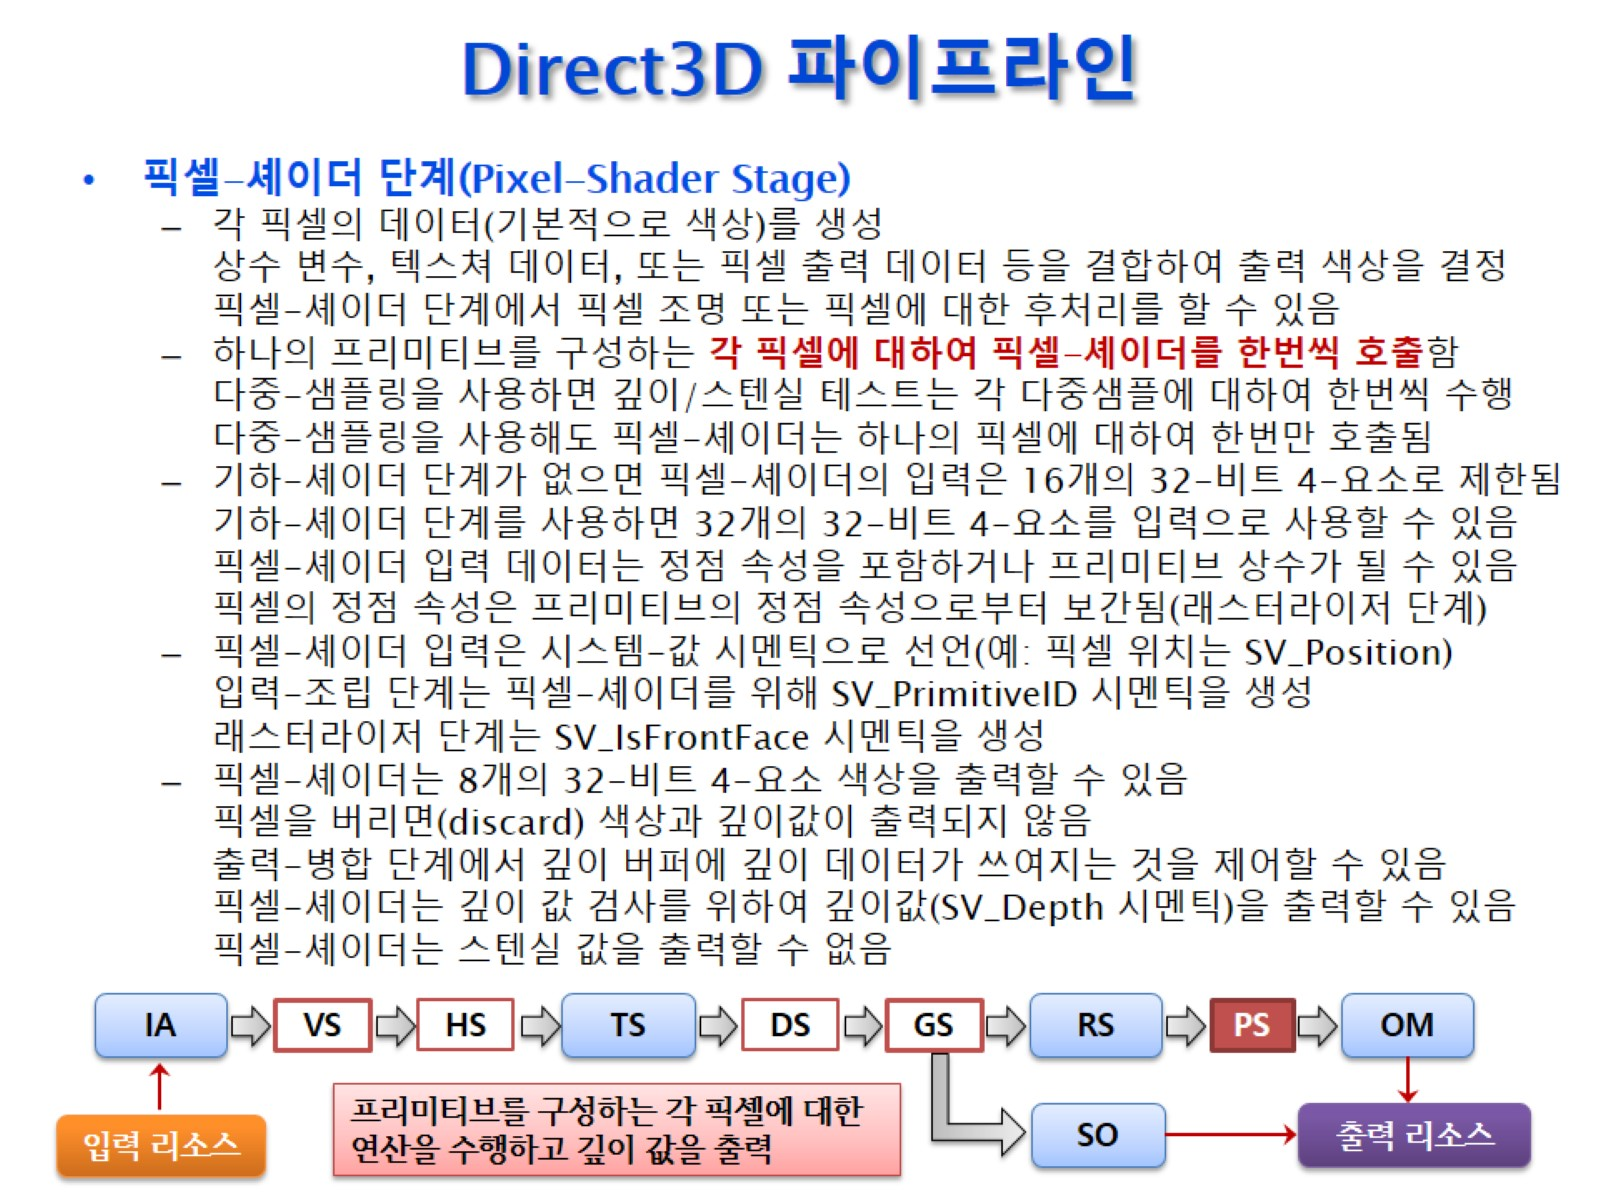 Direct3D 파이프라인
• 픽셀-셰이더 단계(Pixel-Shader Stage)
– 각 픽셀의 데이터(기본적으로 색상)를 생성
상수 변수, 텍스쳐 데이터, 또는 픽셀 출력 데이터 등을 결합하여 출력 색상을 결정
픽셀-셰이더 단계에서 픽셀 조명 또는 픽셀에 대한 후처리를 할 수 있음
– 하나의 프리미티브를 구성하는 각 픽셀에 대하여 픽셀-셰이더를 한번씩 호출함
다중-샘플링을 사용하면 깊이/스텐실 테스트는 각 다중샘플에 대하여 한번씩 수행
다중-샘플링을 사용해도 픽셀-셰이더는 하나의 픽셀에 대하여 한번만 호출됨
– 기하-셰이더 단계가 없으면 픽셀-셰이더의 입력은 16개의 32-비트 4-요소로 제한됨
기하-셰이더 단계를 사용하면 32개의 32-비트 4-요소를 입력으로 사용할 수 있음
픽셀-셰이더 입력 데이터는 정점 속성을 포함하거나 프리미티브 상수가 될 수 있음
픽셀의 정점 속성은 프리미티브의 정점 속성으로부터 보간됨(래스터라이저 단계)
– 픽셀-셰이더 입력은 시스템-값 시멘틱으로 선언(예: 픽셀 위치는 SV_Position)
입력-조립 단계는 픽셀-셰이더를 위해 SV_PrimitiveID 시멘틱을 생성
래스터라이저 단계는 SV_IsFrontFace 시멘틱을 생성
– 픽셀-셰이더는 8개의 32-비트 4-요소 색상을 출력할 수 있음
픽셀을 버리면(discard) 색상과 깊이값이 출력되지 않음
출력-병합 단계에서 깊이 버퍼에 깊이 데이터가 쓰여지는 것을 제어할 수 있음
픽셀-셰이더는 깊이 값 검사를 위하여 깊이값(SV_Depth 시멘틱)을 출력할 수 있음
픽셀-셰이더는 스텐실 값을 출력할 수 없음
IA VS HS TS DS GS RS PS OM
프리미티브를 구성하는 각 픽셀에 대한
연산을 수행하고 깊이 값을 출력
입력 리소스
SO
출력 리소스